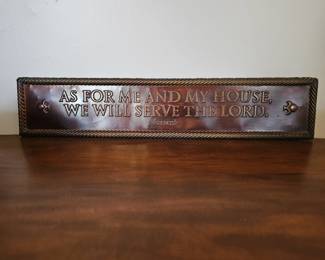 AS FOR ME AND MY HOUSE,
WE WILL SERVE THE LORD.